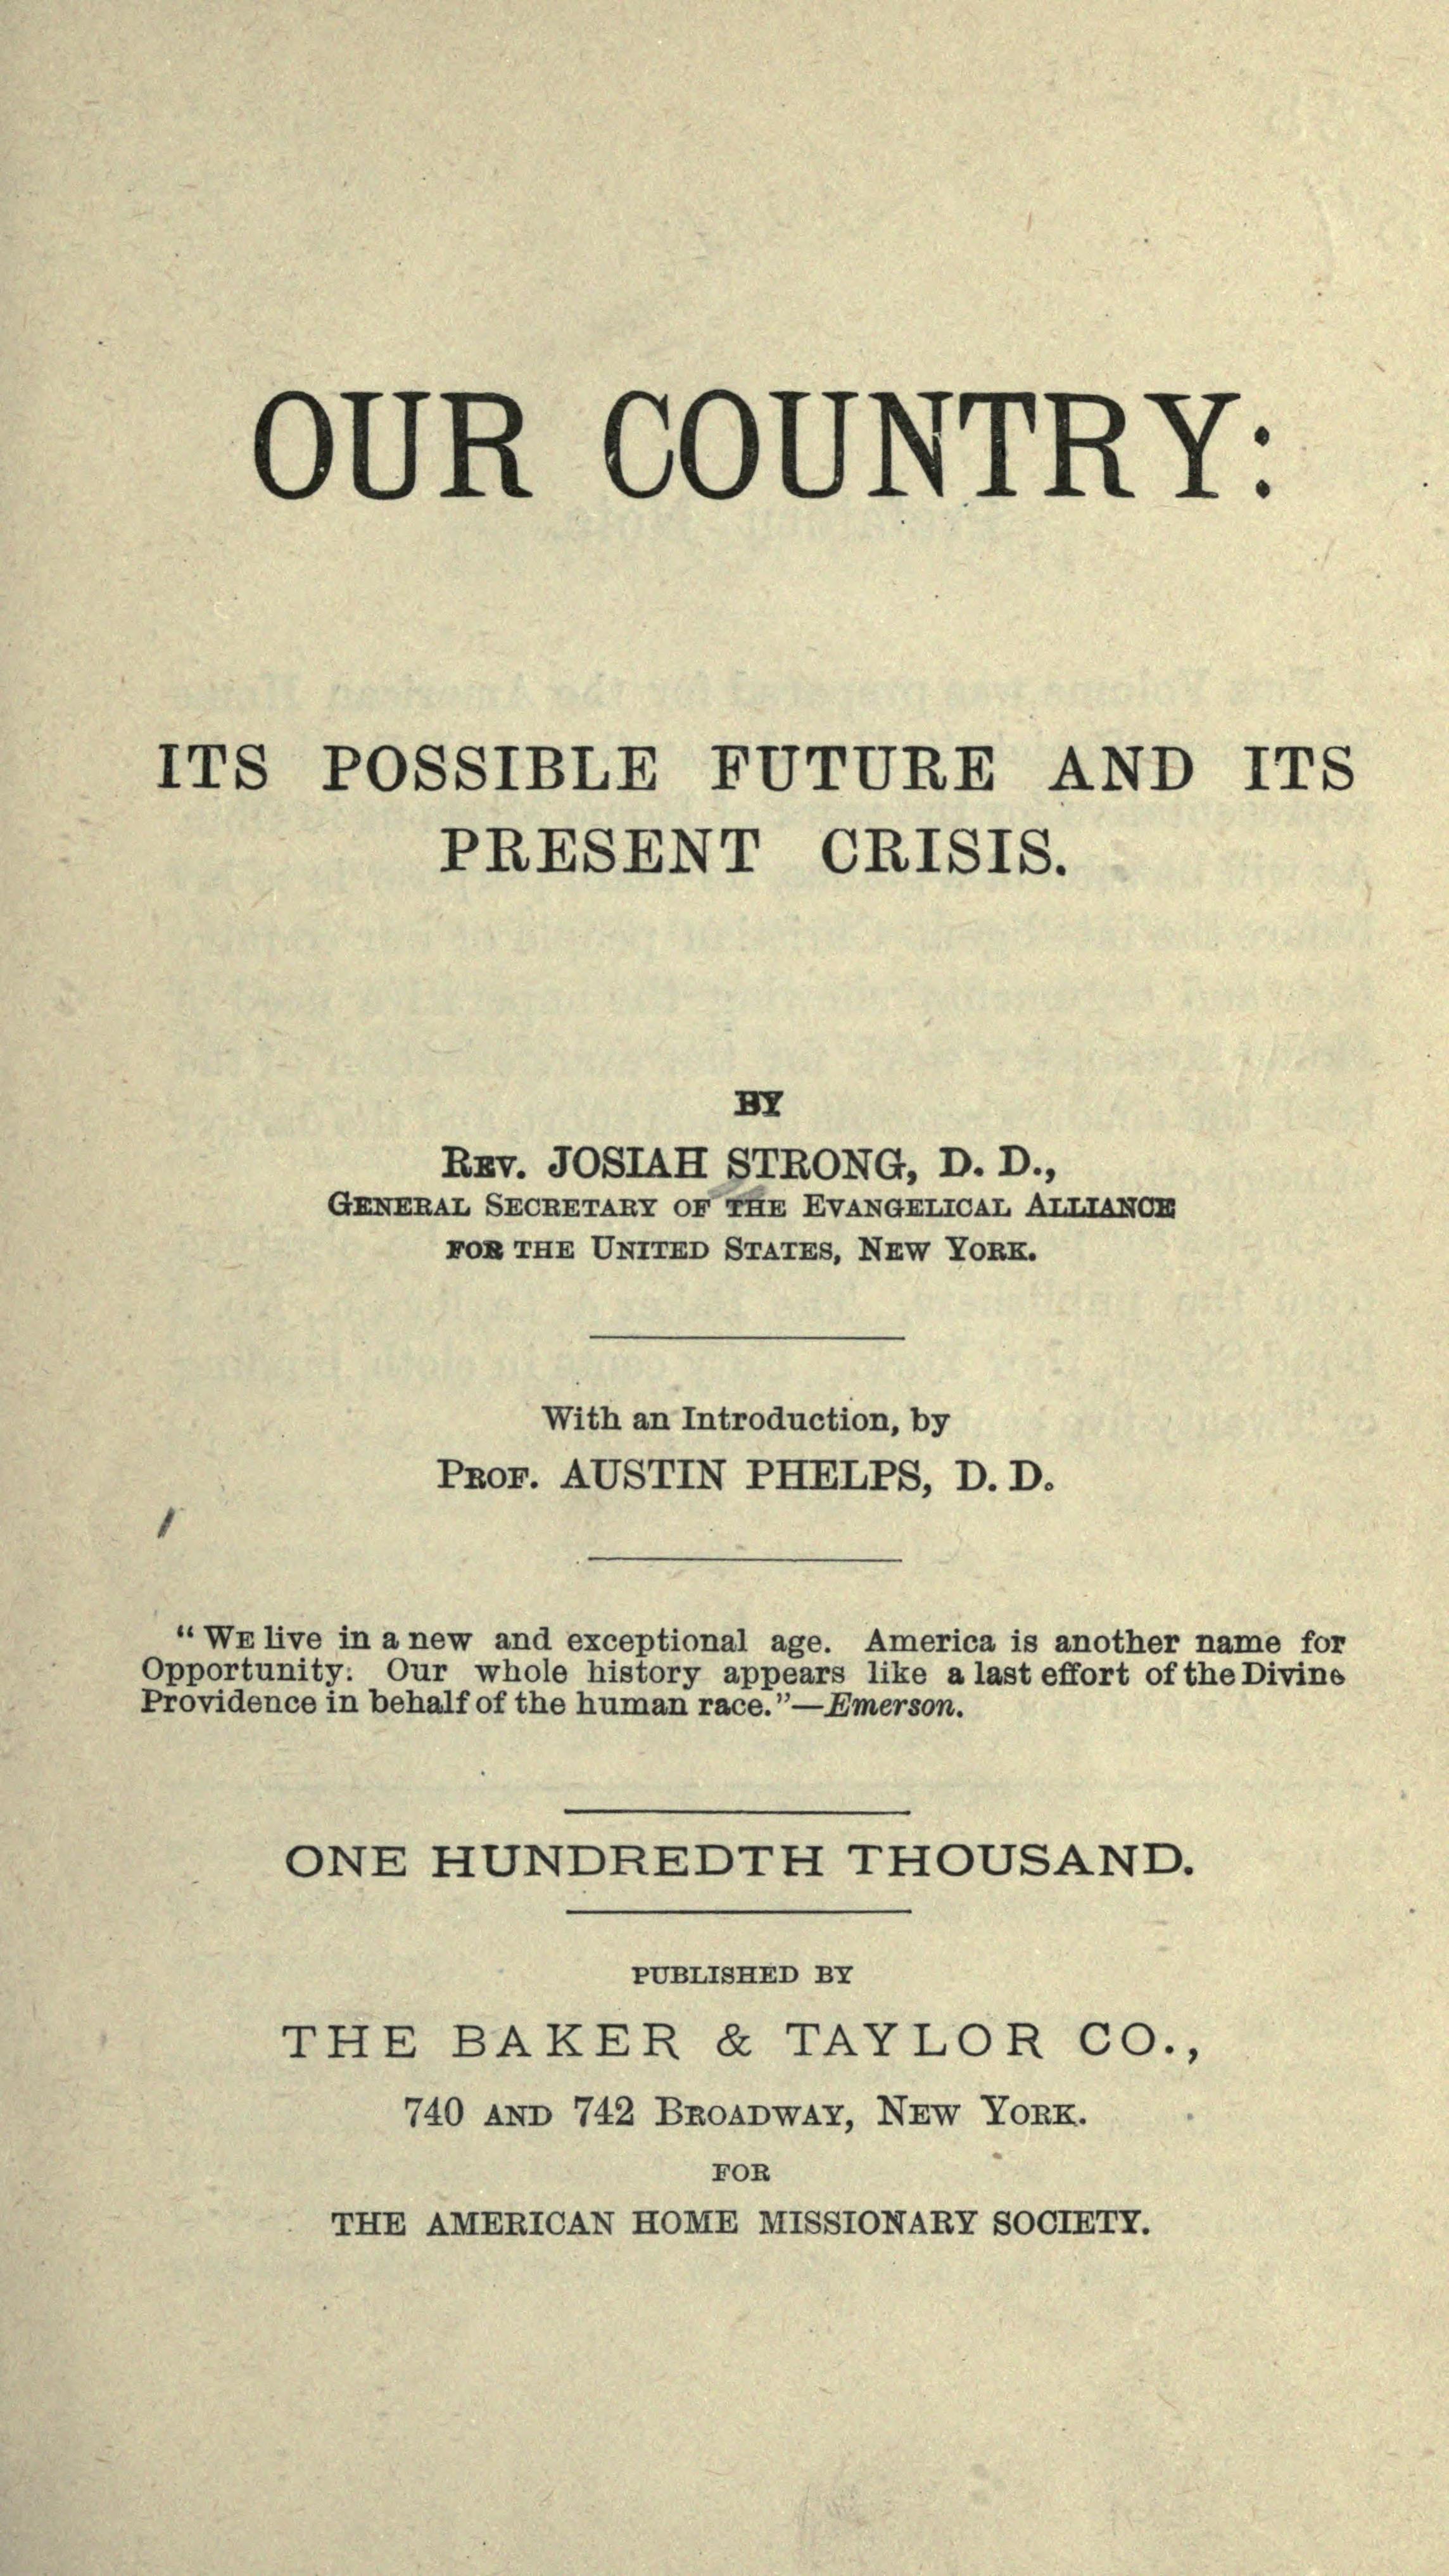 OUR COUNTRY:
ITS POSSIBLE FUTURE AND ITS
PRESENT CRISIS.
BY
REV. JOSIAH STRONG, D. D.,
GENERAL SECRETARY OF THE EVANGELICAL ALLIANCE
FOR THE UNITED STATES, NEW YORK.
With an Introduction, by
PROF. AUSTIN PHELPS, D. D.
“WE live in a new and exceptional age. America is another name for
Opportunity. Our whole history appears like a last effort of the Divine
Providence in behalf of the human race.”—Emerson.
ONE HUNDREDTH THOUSAND.
PUBLISHED BY
THE BAKER & TAYLOR CO.,
740 AND 742 BROADWAY, NEW YORK.
FOR
THE AMERICAN HOME MISSIONARY SOCIETY.